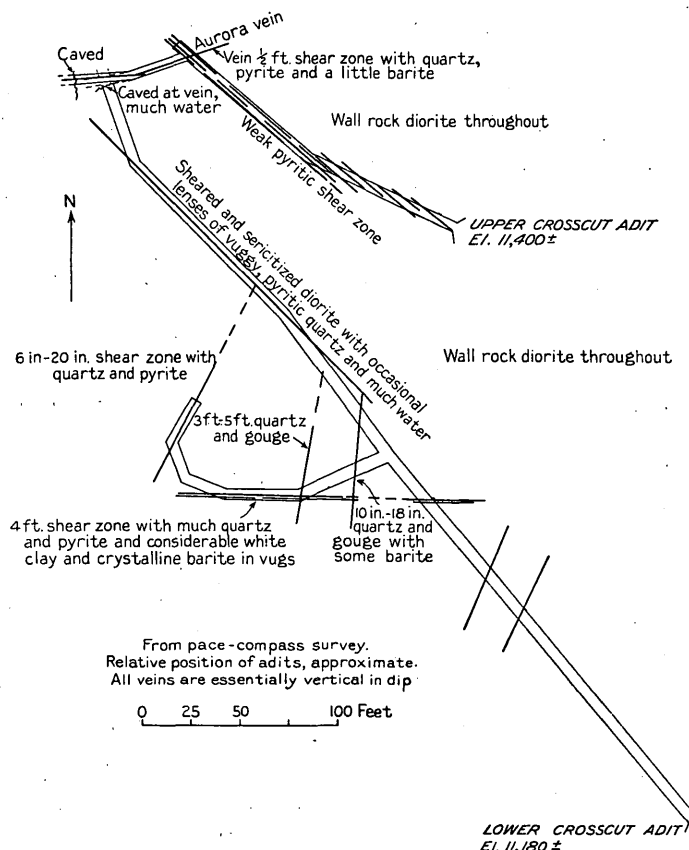 Aurora vein
Caved
Vein ½ ft. shear zone with quartz,
pyrite and a little barite
Caved at vein,
much water
Wall rock diorite throughout
Weak pyritic shear zone
N
UPPER CROSSCUT ADIT
El. 11,400±
Sheared and sericitized diorite with occasional
lenses of vuggy, pyritic quartz and much water
Wall rock diorite throughout
6 in-20 in. shear zone with
quartz and pyrite
3ft-5ft. quartz
and gouge
4 ft. shear zone with much quartz
and pyrite and considerable white
clay and crystalline barite in vugs
10 in.-18 in.
quartz and
gouge with
some barite
From pace-compass survey.
Relative position of adits, approximate.
All veins are essentially vertical in dip
0 25 50 100 Feet
LOWER CROSSCUT ADIT
El. 11,180 ±